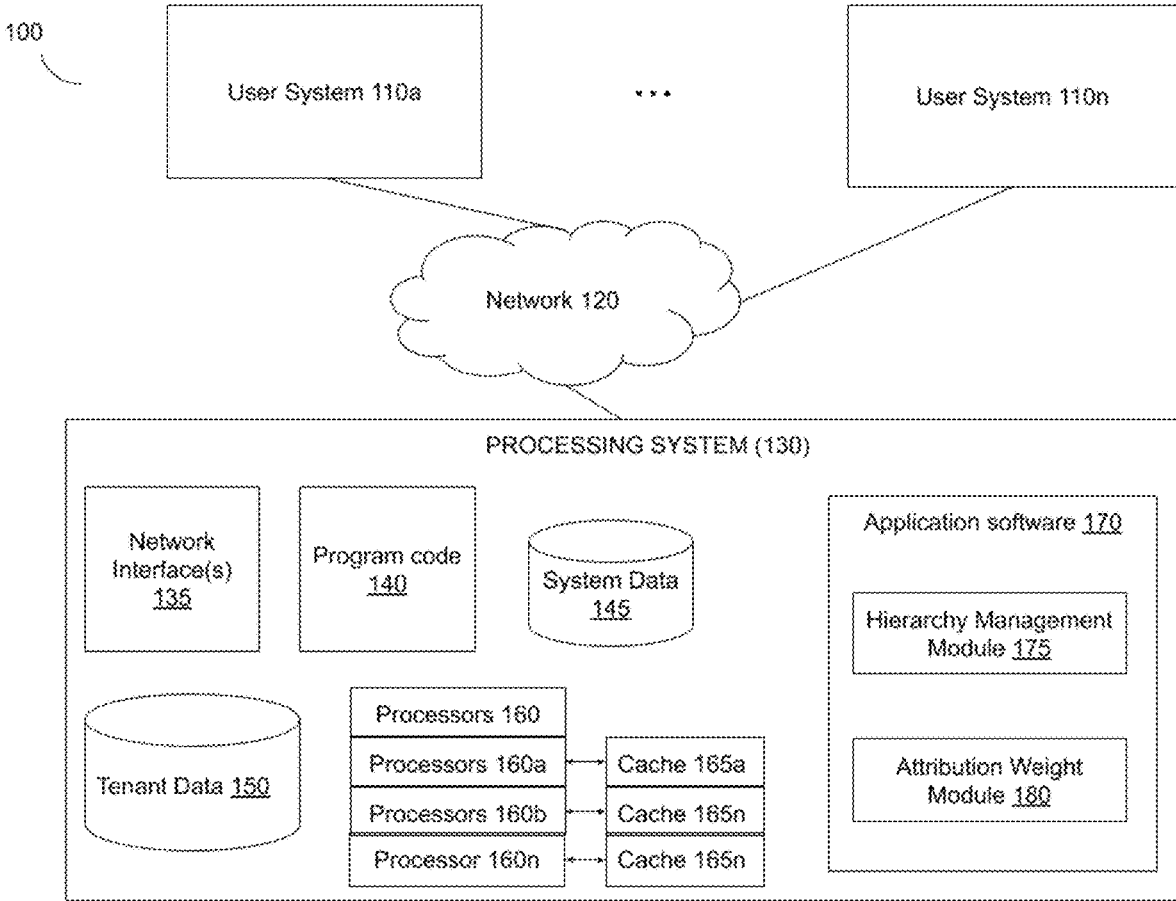 100
User System 110a
...
User System 110n
Network 120
PROCESSING SYSTEM (130)
Network
Interface(s)
135
Program code
140
System Data
145
Application software 170
Hierarchy Management
Module 175
Attribution Weight
Module 180
Tenant Data 150
Processors 160
Processors 160a
Cache 165a
Processors 160b
Cache 165n
Processor 160n
Cache 165n